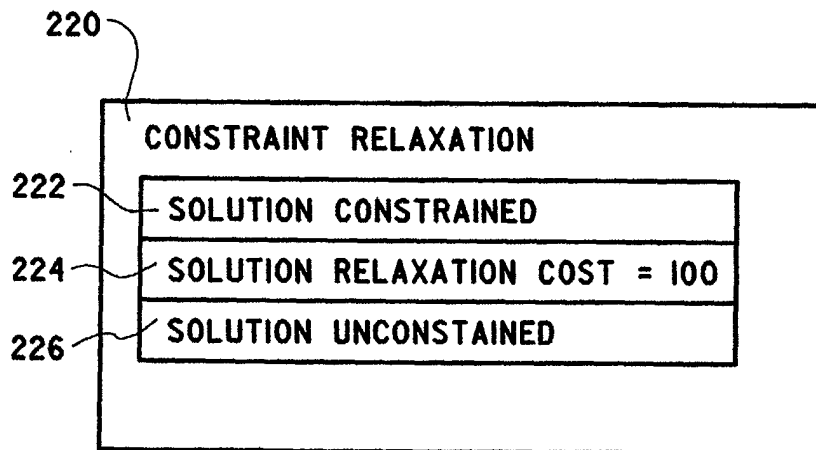 220
CONSTRAINT RELAXATION
222 SOLUTION CONSTRAINED
224 SOLUTION RELAXATION COST = 100
226 SOLUTION UNCONSTAINED